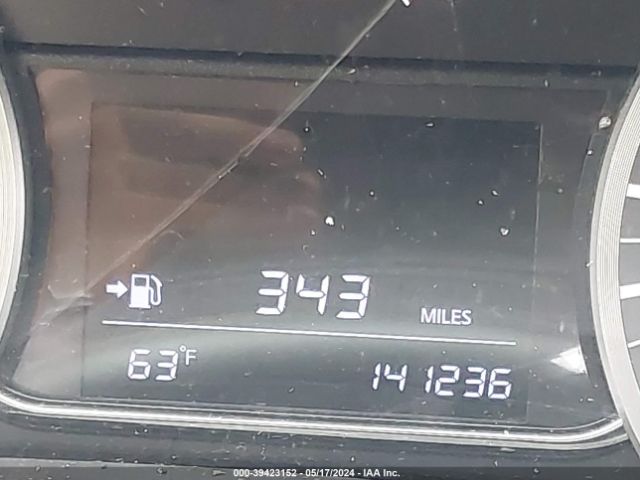 343 MILES
63°F 141236
000-39423152 - 05/17/2024 - IAA Inc.